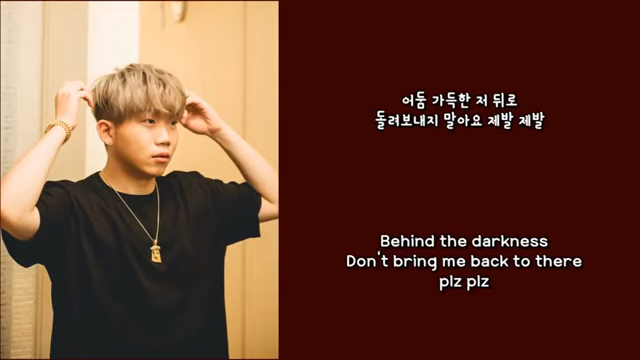 어둠 가득한 저 뒤로
돌려보내지 말아요 제발 제발
Behind the darkness
Don't bring me back to there
plz plz